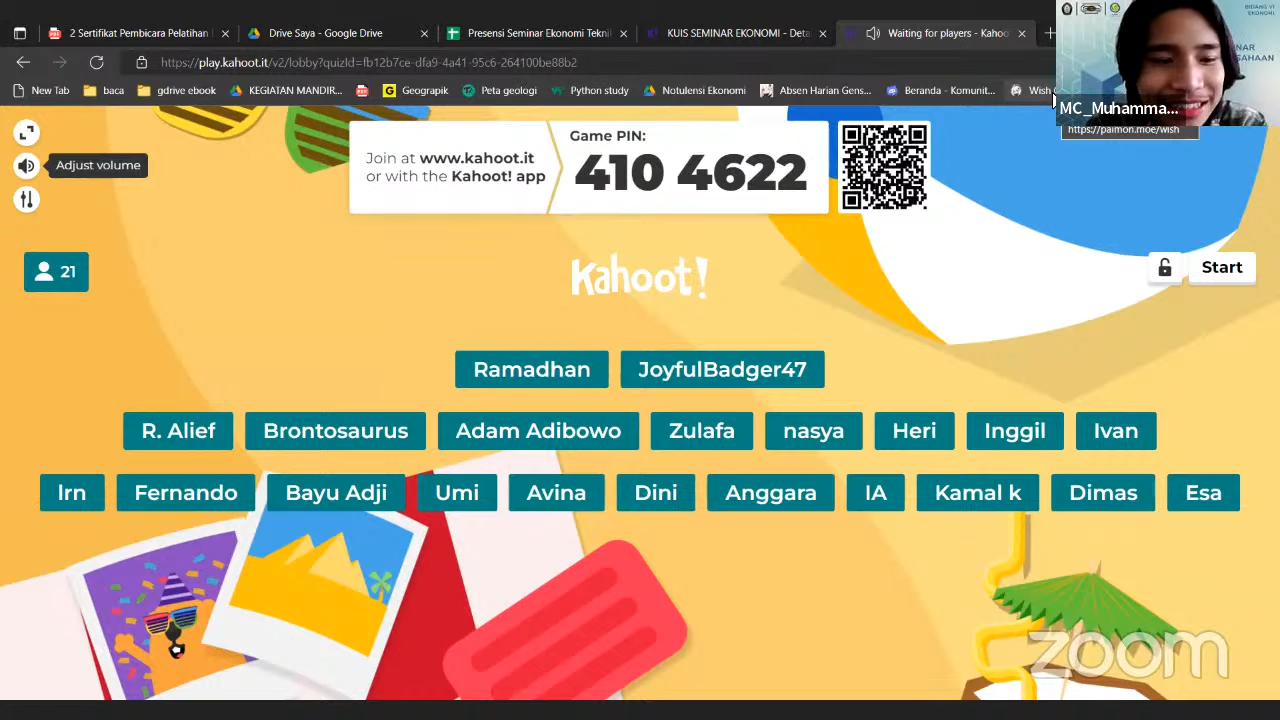 2 Sertifikat Pembicara Pelatihan
Drive Saya - Google Drive
Presensi Seminar Ekonomi Tekni
KUIS SEMINAR EKONOMI - Deta
Waiting for players - Kahoo
https://play.kahoot.it/v2/lobby?quizId=fb12b7ce-dfa9-4a41-95c6-264100be88b2
New Tab
baca
gdrive ebook
KEGIATAN MANDIR...
Geograpik
Peta geologi
Python study
Notulensi Ekonomi
Absen Harian Gens...
Beranda - Komunit...
Wish
BIDANG VI
EKONOMI
MC_Muhamma...
https://paimon.moe/wish
Adjust volume
Join at www.kahoot.it
or with the Kahoot! app
Game PIN:
410 4622
21
Kahoot!
Start
Ramadhan JoyfulBadger47
R. Alief Brontosaurus Adam Adibowo Zulafa nasya Heri Inggil Ivan
Irn Fernando Bayu Adji Umi Avina Dini Anggara IA Kamal k Dimas Esa
zoom